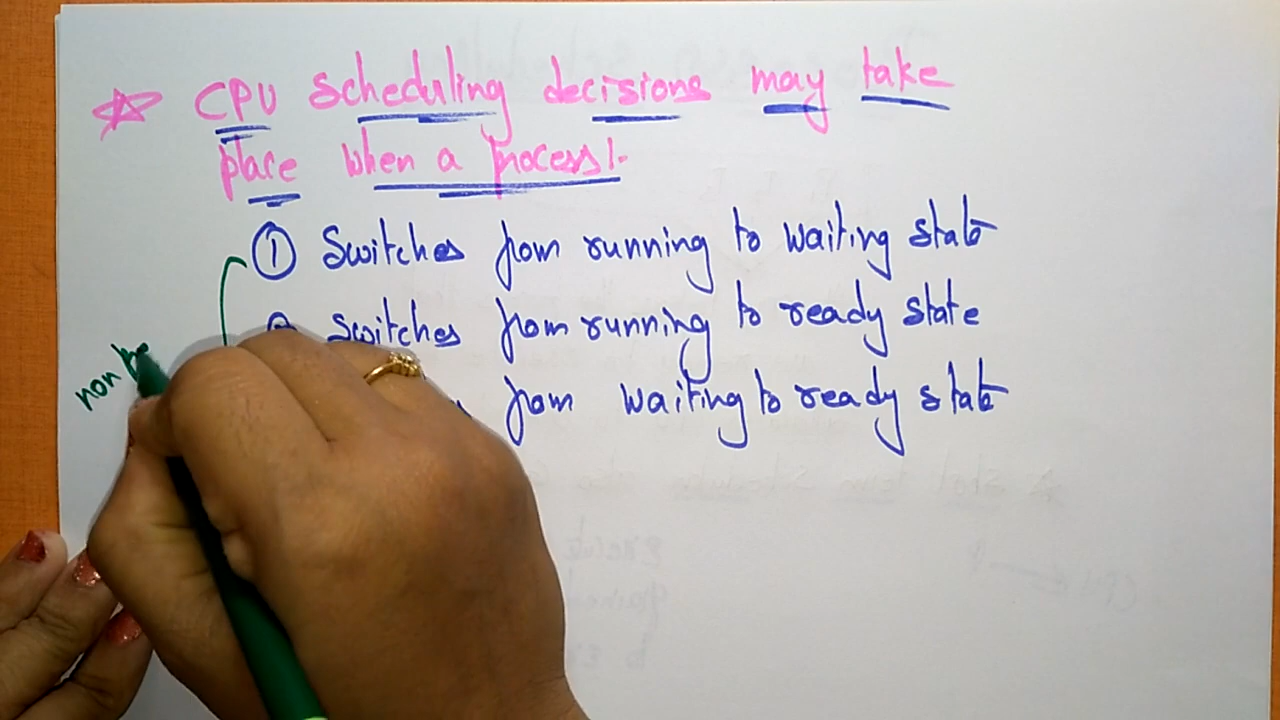 ☆ CPU scheduling decisions may take
place when a process:-
① Switches from running to waiting state
② Switches from running to ready state
from waiting to ready state
non